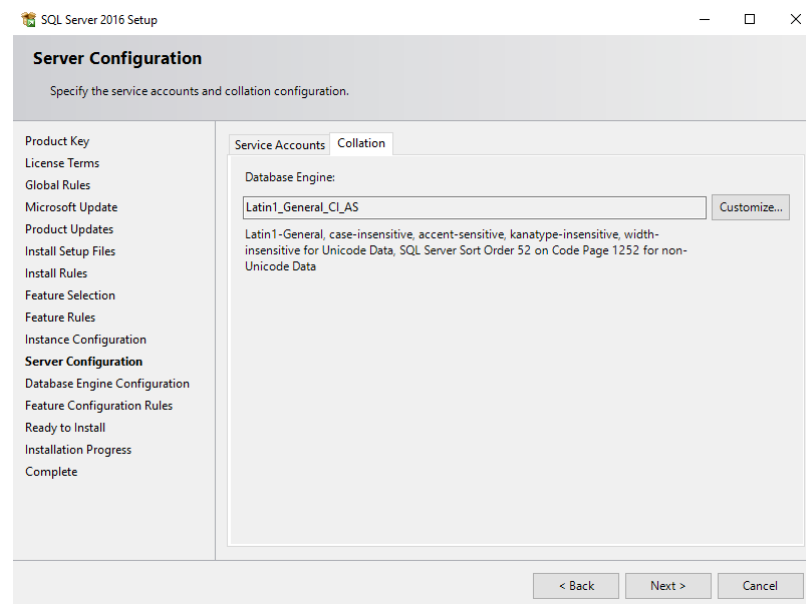 SQL Server 2016 Setup
Server Configuration
Specify the service accounts and collation configuration.
Product Key
License Terms
Global Rules
Microsoft Update
Product Updates
Install Setup Files
Install Rules
Feature Selection
Feature Rules
Instance Configuration
Server Configuration
Database Engine Configuration
Feature Configuration Rules
Ready to Install
Installation Progress
Complete
Service Accounts
Collation
Database Engine:
Latin1_General_CI_AS
Customize...
Latin1-General, case-insensitive, accent-sensitive, kanatype-insensitive, width-
insensitive for Unicode Data, SQL Server Sort Order 52 on Code Page 1252 for non-
Unicode Data
< Back
Next >
Cancel